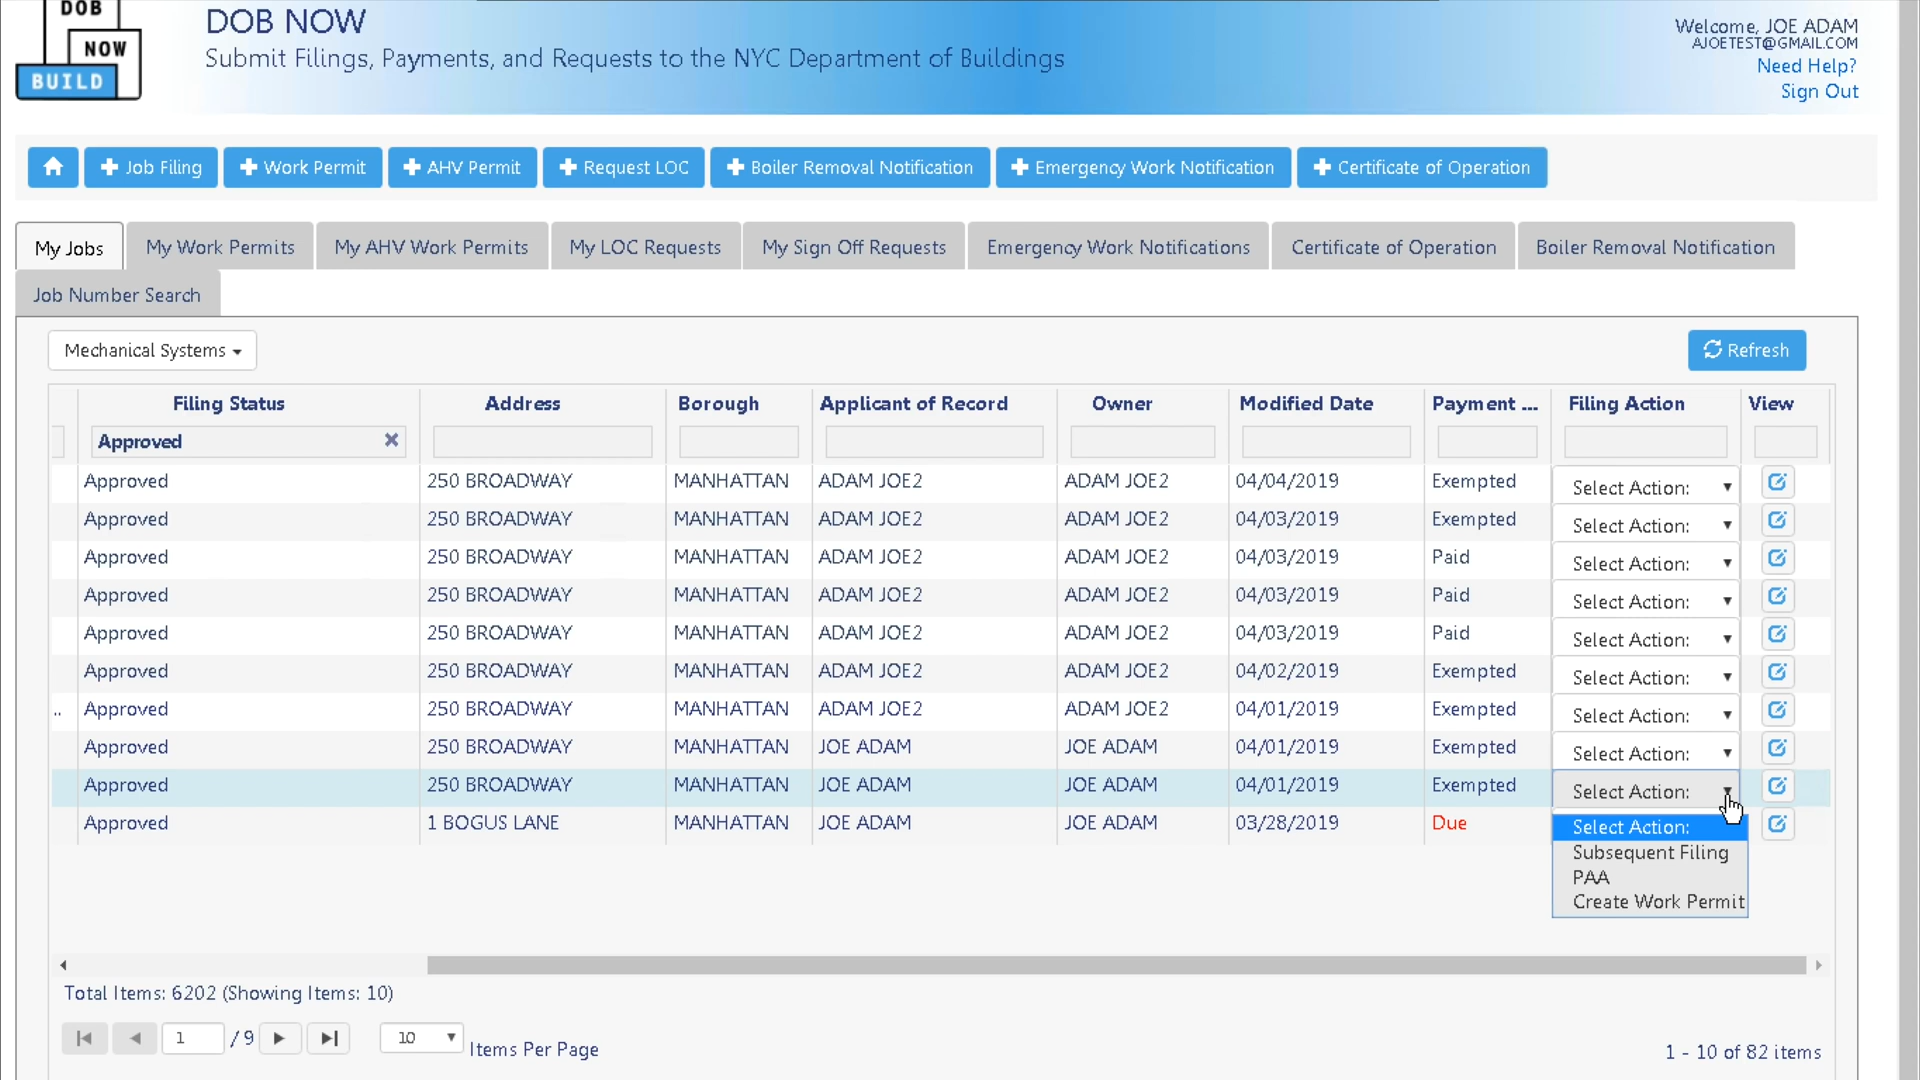 DOB
NOW
BUILD
DOB NOW
Submit Filings, Payments, and Requests to the NYC Department of Buildings
Welcome, JOE ADAM
AJOETEST@GMAIL.COM
Need Help?
Sign Out
Job Filing Work Permit AHV Permit Request LOC Boiler Removal Notification Emergency Work Notification Certificate of Operation
My Jobs My Work Permits My AHV Work Permits My LOC Requests My Sign Off Requests Emergency Work Notifications Certificate of Operation Boiler Removal Notification
Job Number Search
Mechanical Systems Refresh
Filing Status Address Borough Applicant of Record Owner Modified Date Payment ... Filing Action View
Approved
Approved 250 BROADWAY MANHATTAN ADAM JOE2 ADAM JOE2 04/04/2019 Exempted Select Action:
Approved 250 BROADWAY MANHATTAN ADAM JOE2 ADAM JOE2 04/03/2019 Exempted Select Action:
Approved 250 BROADWAY MANHATTAN ADAM JOE2 ADAM JOE2 04/03/2019 Paid Select Action:
Approved 250 BROADWAY MANHATTAN ADAM JOE2 ADAM JOE2 04/03/2019 Paid Select Action:
Approved 250 BROADWAY MANHATTAN ADAM JOE2 ADAM JOE2 04/03/2019 Paid Select Action:
Approved 250 BROADWAY MANHATTAN ADAM JOE2 ADAM JOE2 04/02/2019 Exempted Select Action:
.. Approved 250 BROADWAY MANHATTAN ADAM JOE2 ADAM JOE2 04/01/2019 Exempted Select Action:
Approved 250 BROADWAY MANHATTAN JOE ADAM JOE ADAM 04/01/2019 Exempted Select Action:
Approved 250 BROADWAY MANHATTAN JOE ADAM JOE ADAM 04/01/2019 Exempted Select Action:
Approved 1 BOGUS LANE MANHATTAN JOE ADAM JOE ADAM 03/28/2019 Due Select Action:
Subsequent Filing
PAA
Create Work Permit
Total Items: 6202 (Showing Items: 10)
1 / 9 10 Items Per Page
1 - 10 of 82 items